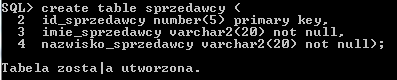 SQL> create table sprzedawcy (
2 id_sprzedawcy number(5) primary key,
3 imie_sprzedawcy varchar2(20) not null,
4 nazwisko_sprzedawcy varchar2(20) not null);
Tabela zosta|a utworzona.